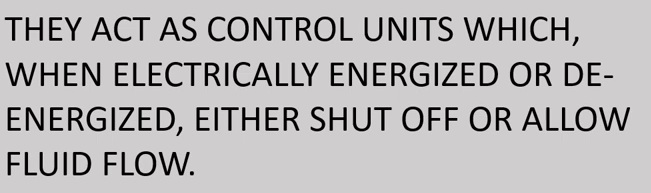 THEY ACT AS CONTROL UNITS WHICH,
WHEN ELECTRICALLY ENERGIZED OR DE-
ENERGIZED, EITHER SHUT OFF OR ALLOW
FLUID FLOW.